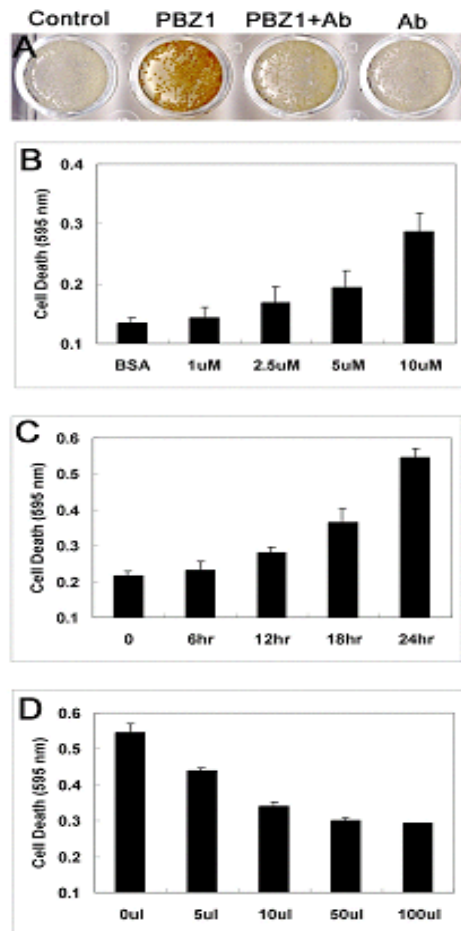 Control PBZ1 PBZ1+Ab Ab
A
B
Cell Death (595 nm)
0.4
0.3
0.2
0.1
BSA 1uM 2.5uM 5uM 10uM
C
Cell Death (595 nm)
0.6
0.5
0.4
0.3
0.2
0.1
0 6hr 12hr 18hr 24hr
D
Cell Death (595 nm)
0.6
0.5
0.4
0.3
0.2
0.1
0ul 5ul 10ul 50ul 100ul